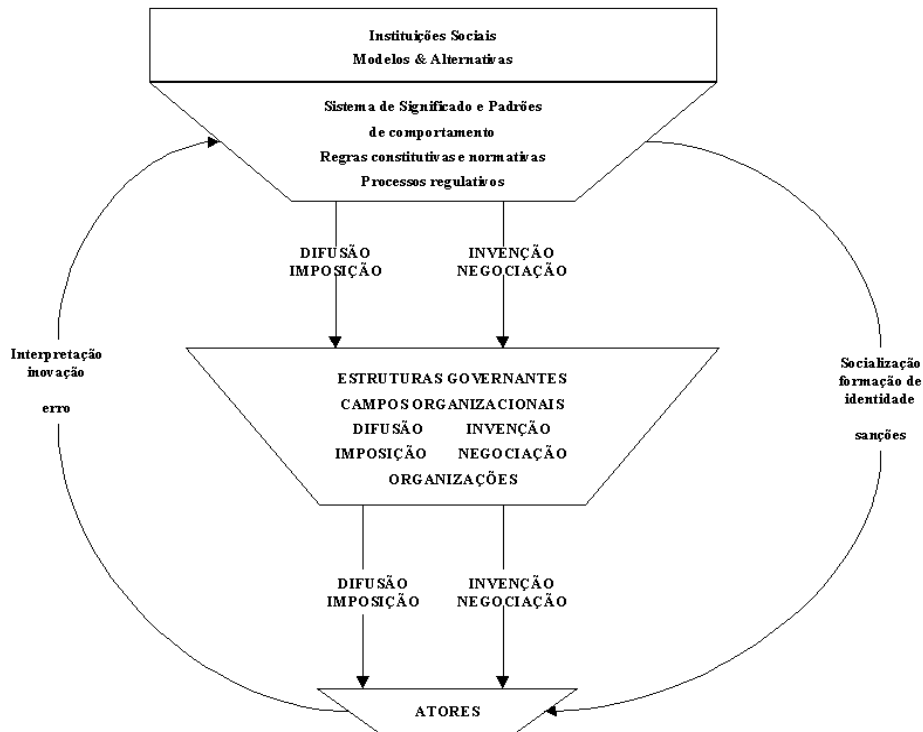 Instituições Sociais
Modelos & Alternativas
Sistema de Significado e Padrões
de comportamento
Regras constitutivas e normativas
Processos regulativos
DIFUSÃO
IMPOSIÇÃO
INVENÇÃO
NEGOCIAÇÃO
Interpretação
inovação
erro
Socialização
formação de
identidade
sanções
ESTRUTURAS GOVERNANTES
CAMPOS ORGANIZACIONAIS
DIFUSÃO INVENÇÃO
IMPOSIÇÃO NEGOCIAÇÃO
ORGANIZAÇÕES
DIFUSÃO
IMPOSIÇÃO
INVENÇÃO
NEGOCIAÇÃO
ATORES